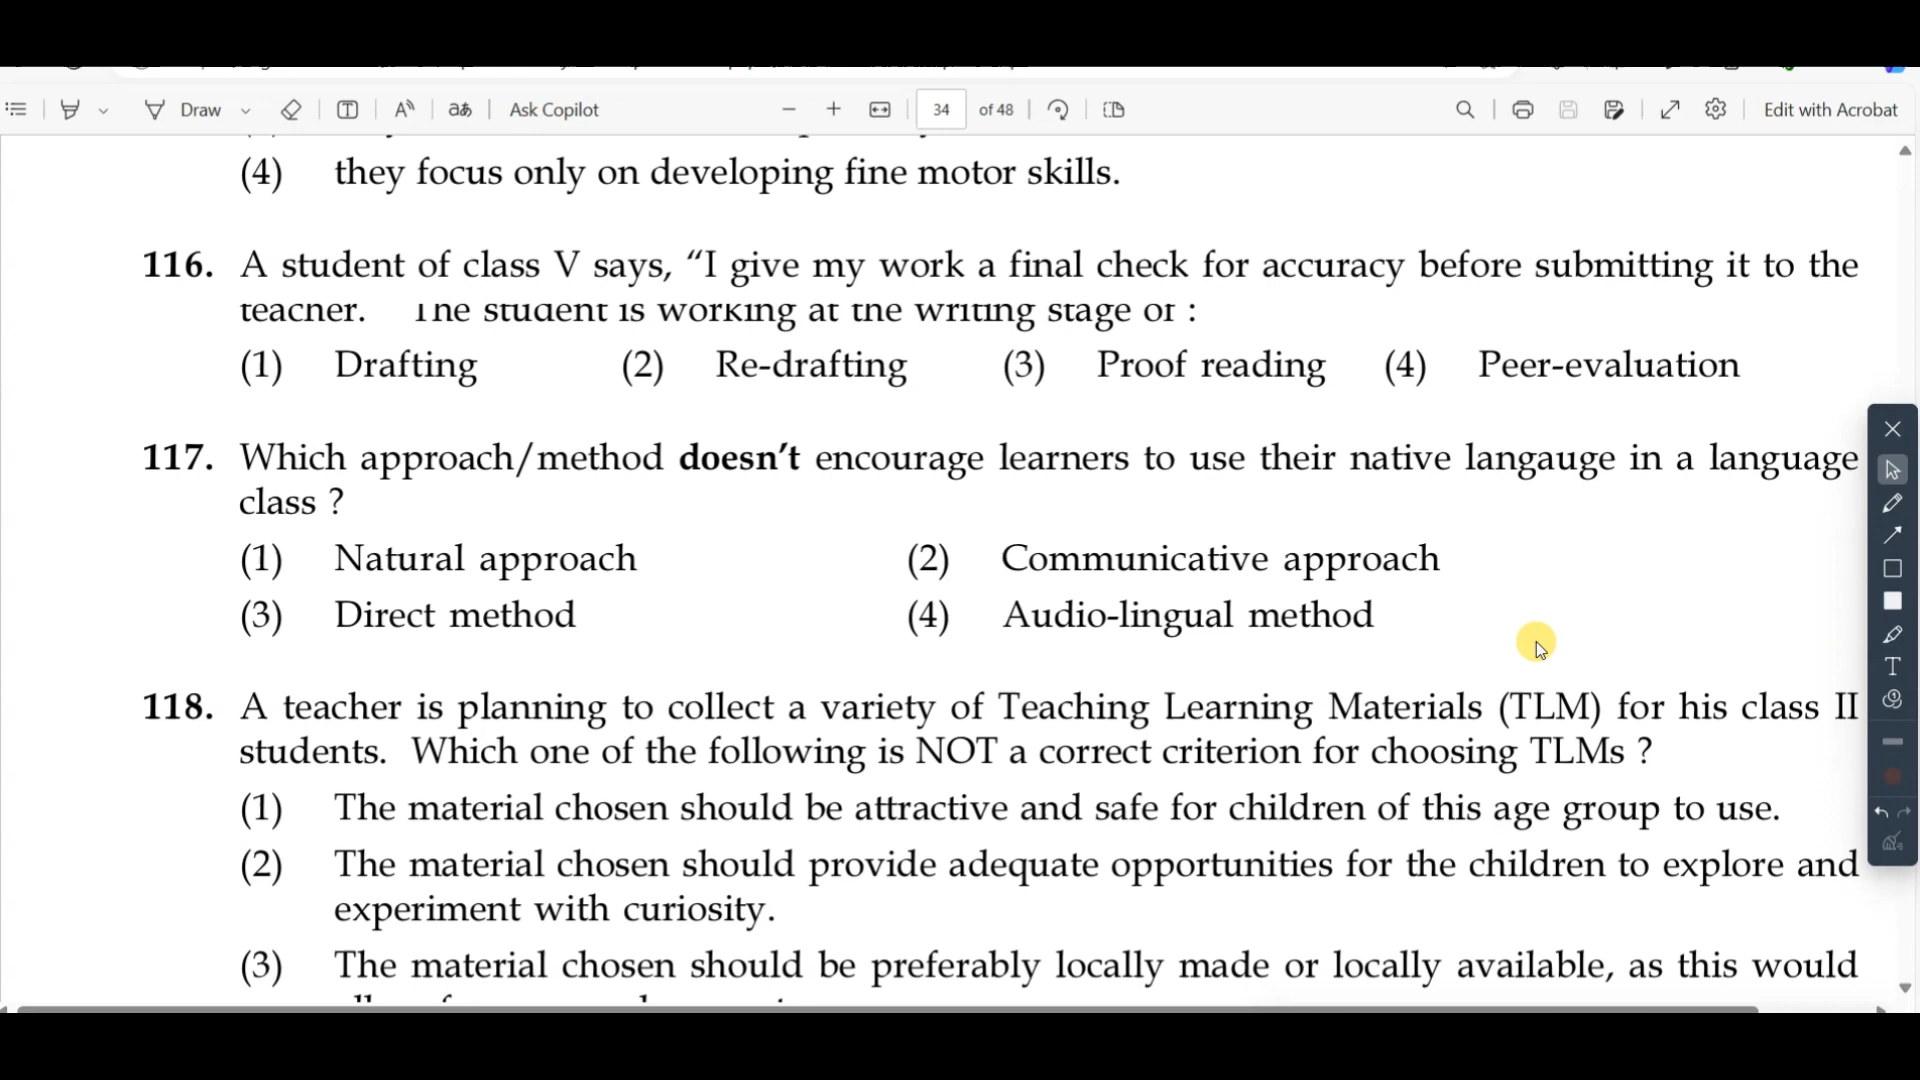 Draw
Ask Copilot
34 of 48
Edit with Acrobat
(4) they focus only on developing fine motor skills.
116. A student of class V says, “I give my work a final check for accuracy before submitting it to the
teacher. The student is working at the writing stage of :
(1) Drafting (2) Re-drafting (3) Proof reading (4) Peer-evaluation
117. Which approach/method doesn’t encourage learners to use their native langauge in a language
class ?
(1) Natural approach (2) Communicative approach
(3) Direct method (4) Audio-lingual method
118. A teacher is planning to collect a variety of Teaching Learning Materials (TLM) for his class II
students. Which one of the following is NOT a correct criterion for choosing TLMs ?
(1) The material chosen should be attractive and safe for children of this age group to use.
(2) The material chosen should provide adequate opportunities for the children to explore and
experiment with curiosity.
(3) The material chosen should be preferably locally made or locally available, as this would